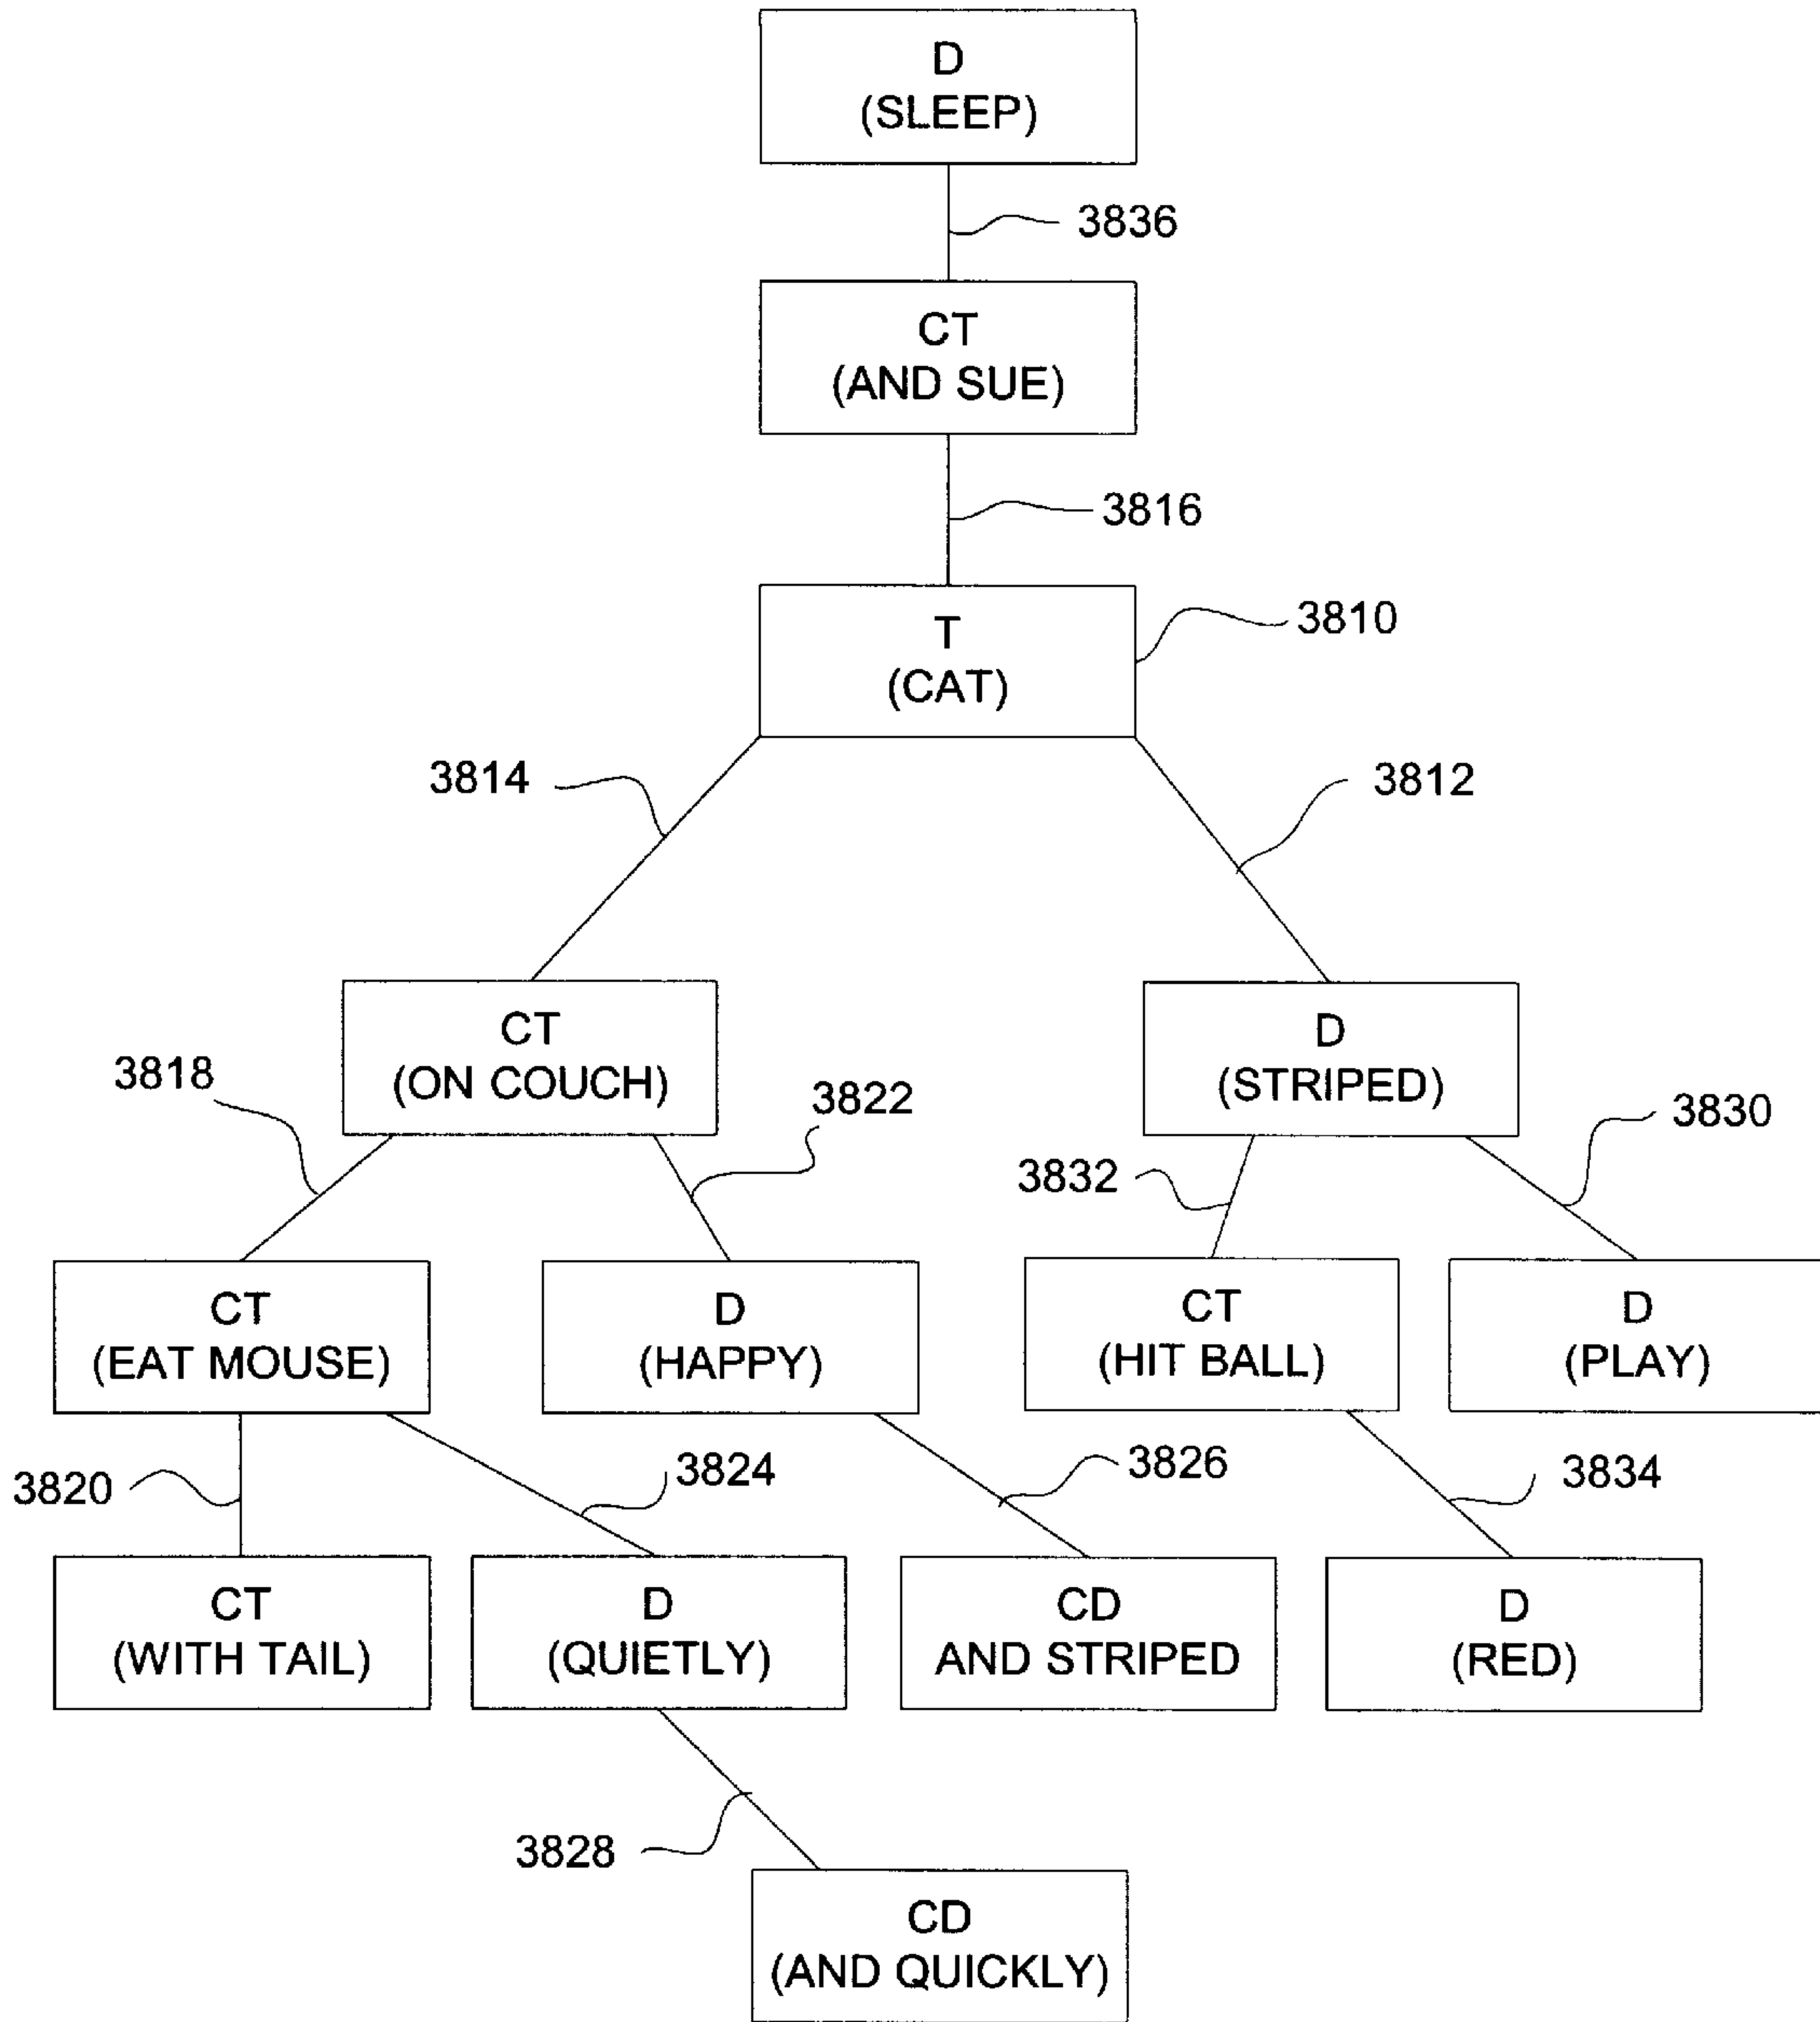 D
(SLEEP)
3836
CT
(AND SUE)
3816
T
(CAT)
3810
3814
3812
CT
(ON COUCH)
D
(STRIPED)
3818
3822
3832
3830
CT
(EAT MOUSE)
D
(HAPPY)
CT
(HIT BALL)
D
(PLAY)
3820
3824
3826
3834
CT
(WITH TAIL)
D
(QUIETLY)
CD
AND STRIPED
D
(RED)
3828
CD
(AND QUICKLY)